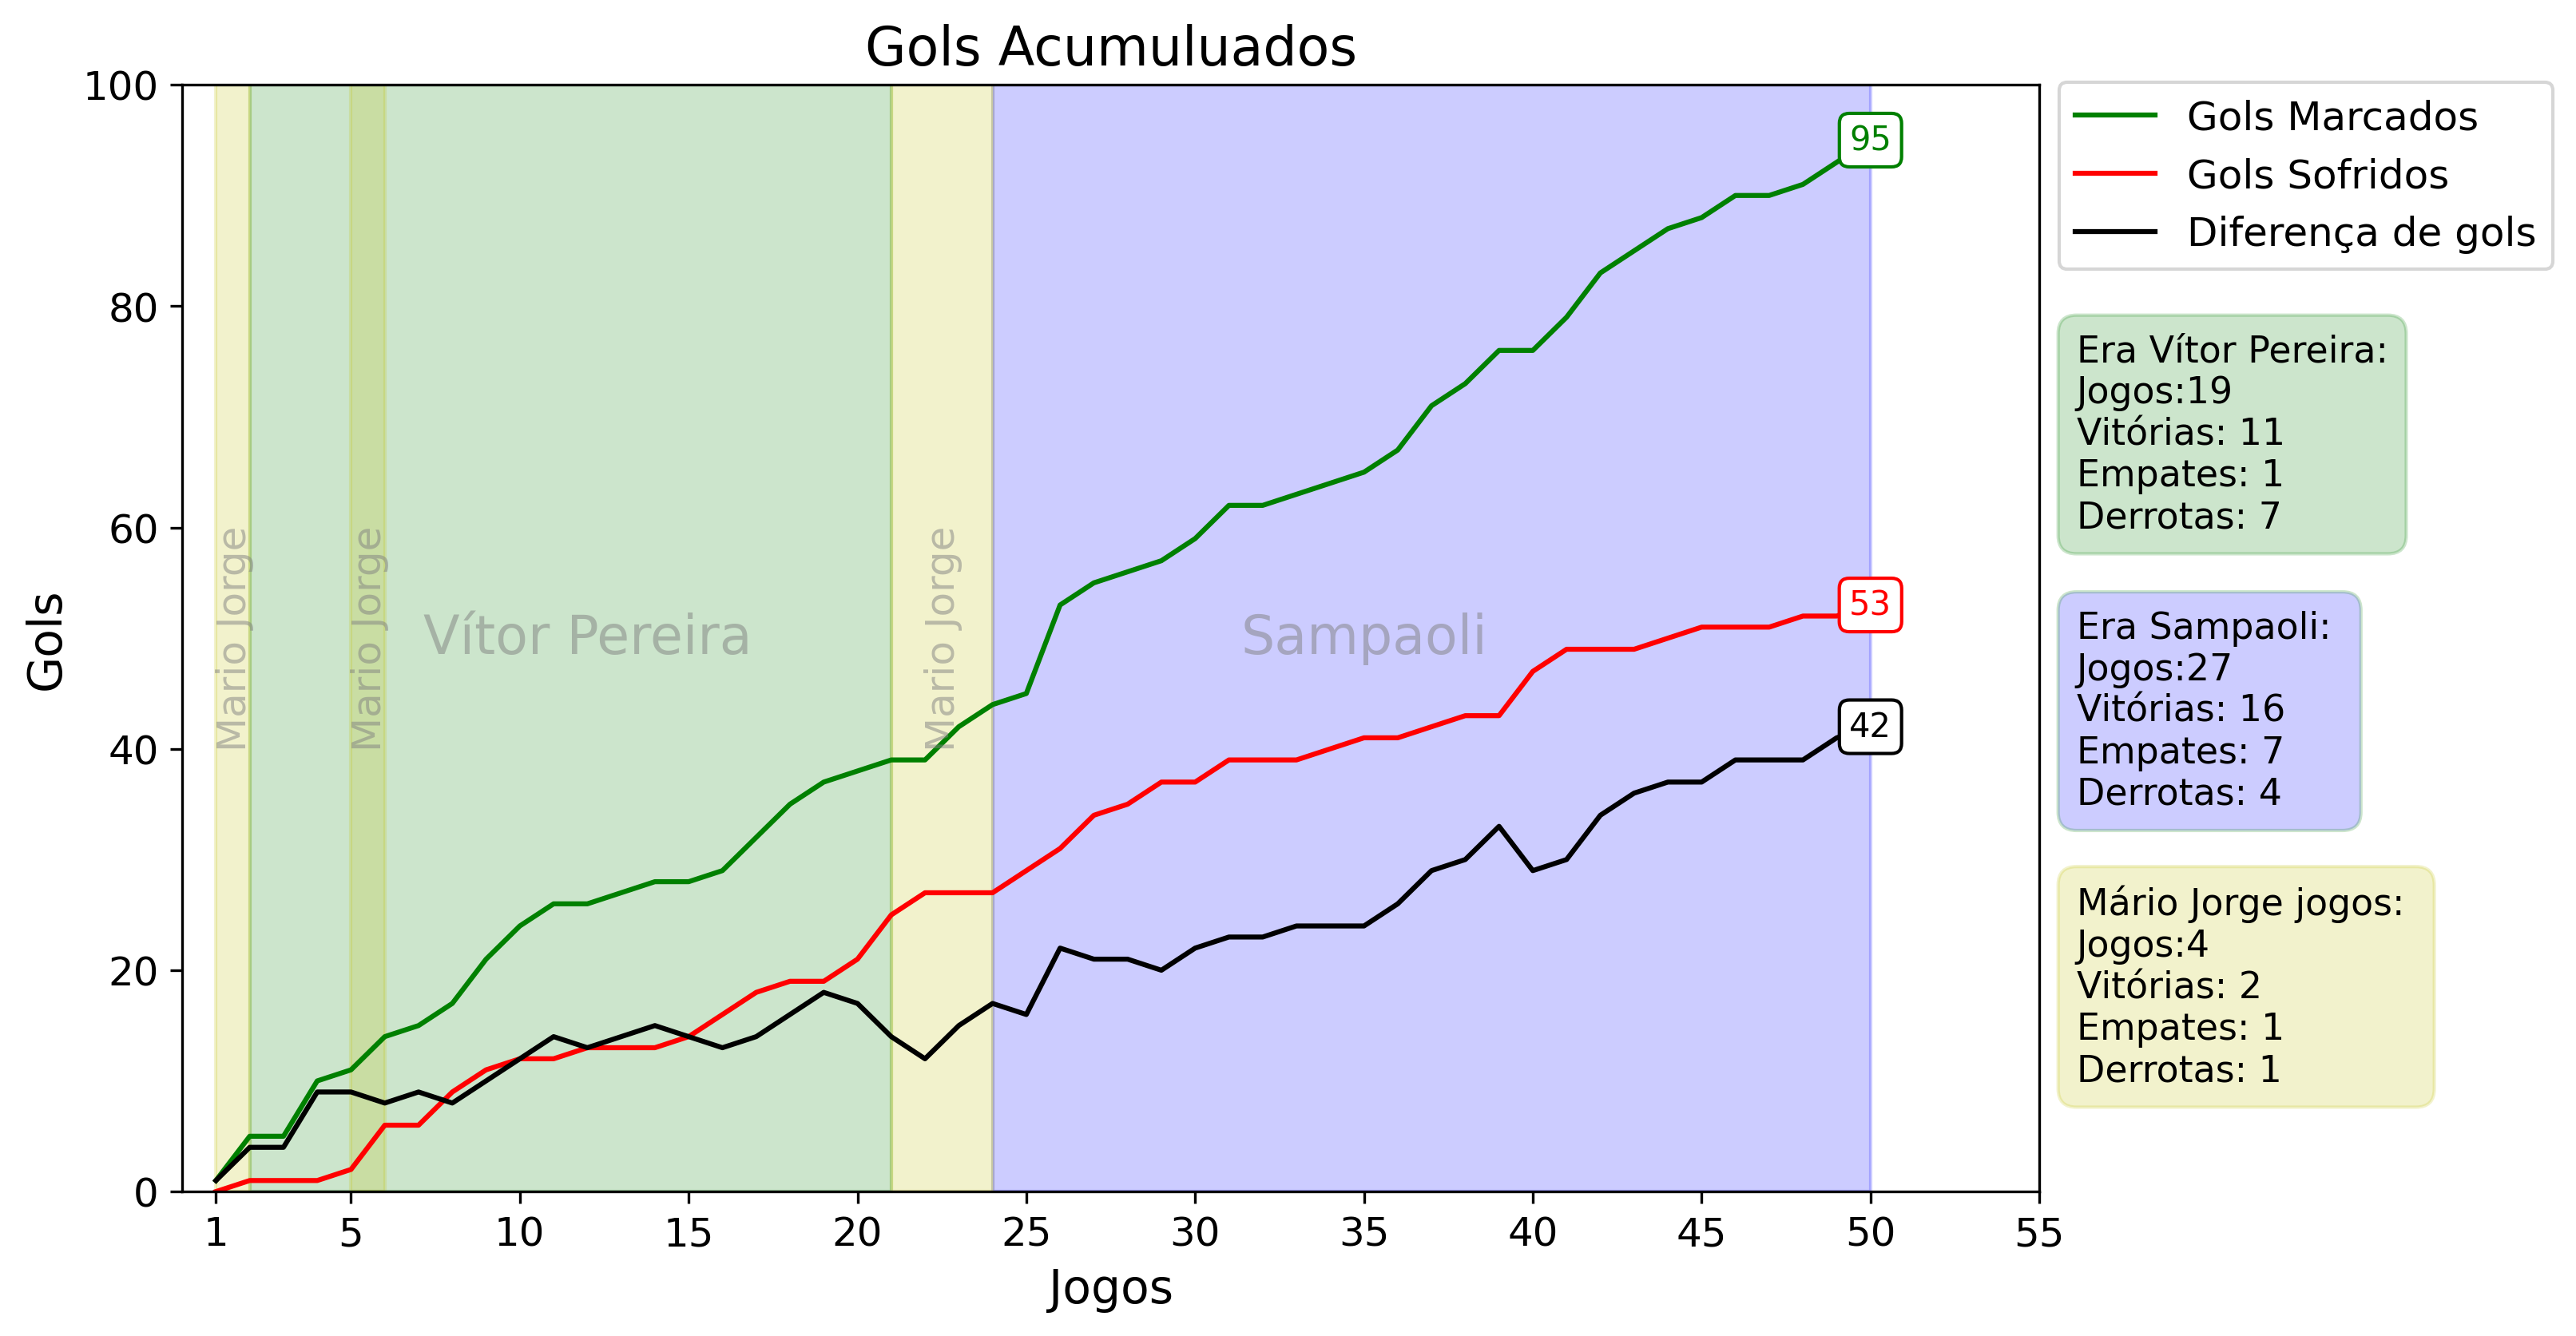 Gols Acumuluados
Gols
100
80
60
40
20
0
1
5
10
15
20
25
30
35
40
45
50
55
Jogos
Mario Jorge
Mario Jorge
Vítor Pereira
Mario Jorge
Sampaoli
95
53
42
Gols Marcados
Gols Sofridos
Diferença de gols
Era Vítor Pereira:
Jogos:19
Vitórias: 11
Empates: 1
Derrotas: 7
Era Sampaoli:
Jogos:27
Vitórias: 16
Empates: 7
Derrotas: 4
Mário Jorge jogos:
Jogos:4
Vitórias: 2
Empates: 1
Derrotas: 1